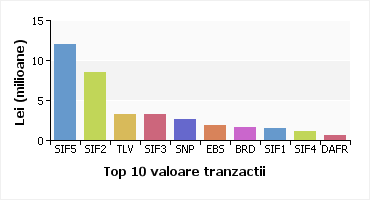 15
10
5
0
Lei (milioane)
SIF5 SIF2 TLV SIF3 SNP EBS BRD SIF1 SIF4 DAFR
Top 10 valoare tranzactii